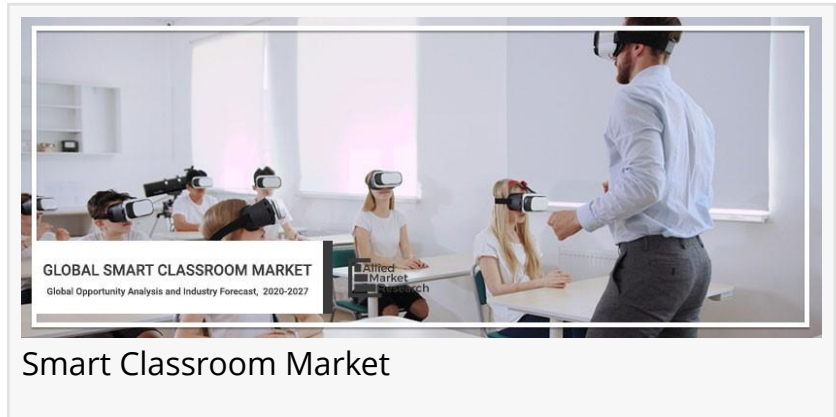 GLOBAL SMART CLASSROOM MARKET
Global Opportunity Analysis and Industry Forecast, 2020-2027
Allied
Market
Research
Smart Classroom Market